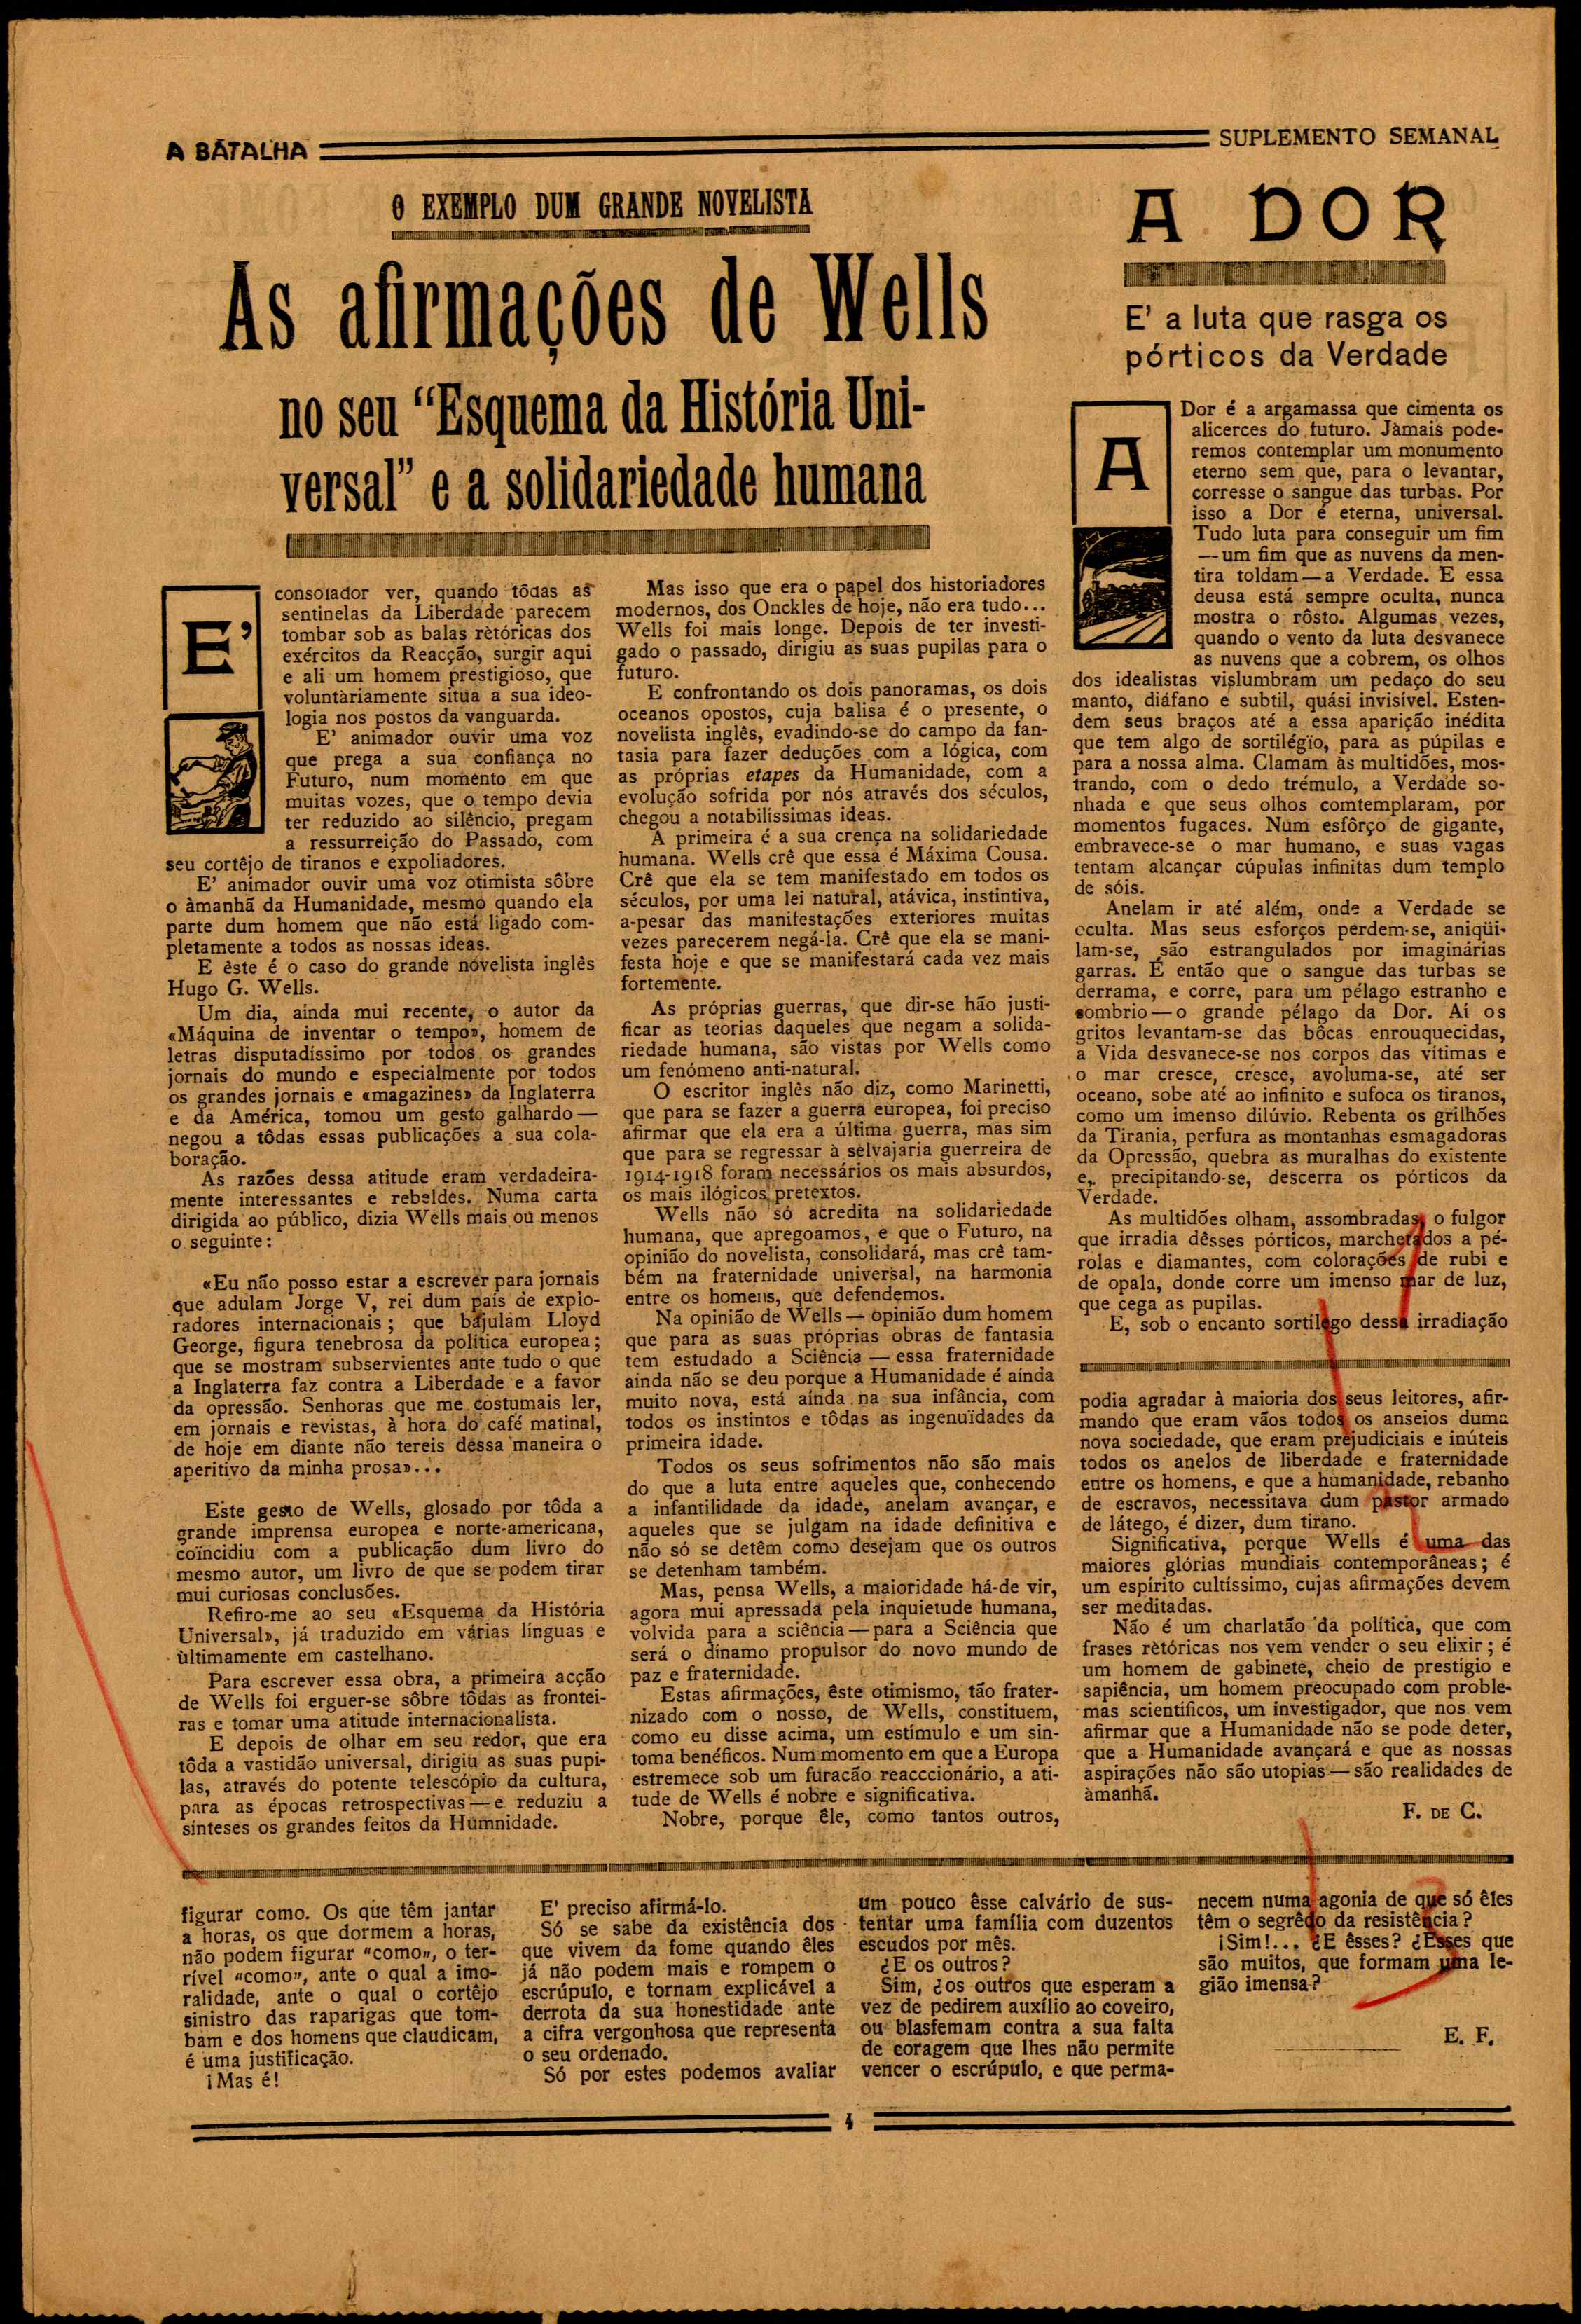 A BATALHA
SUPLEMENTO SEMANAL
O EXEMPLO DUM GRANDE NOVELISTA
As afirmações de Wells
no seu “Esquema da História Uni-
versal” e a solidariedade humana
E’
consolador ver, quando tôdas as
sentinelas da Liberdade parecem
tombar sob as balas rètóricas dos
exércitos da Reacção, surgir aqui
e ali um homem prestigioso, que
voluntàriamente situa a sua ideo-
logia nos postos da vanguarda.
E’ animador ouvir uma voz
que prega a sua confiança no
Futuro, num momento em que
muitas vozes, que o tempo devia
ter reduzido ao silêncio, pregam
a ressurreição do Passado, com
seu cortêjo de tiranos e expoliadores.
E’ animador ouvir uma voz otimista sôbre
o àmanhã da Humanidade, mesmo quando ela
parte dum homem que não está ligado com-
pletamente a todos as nossas ideas.
E êste é o caso do grande novelista inglês
Hugo G. Wells.
Um dia, ainda mui recente, o autor da
«Máquina de inventar o tempo», homem de
letras disputadíssimo por todos os grandes
jornais do mundo e especialmente por todos
os grandes jornais e «magazines» da Inglaterra
e da América, tomou um gesto galhardo —
negou a tôdas essas publicações a sua cola-
boração.
As razões dessa atitude eram verdadeira-
mente interessantes e rebeldes. Numa carta
dirigida ao público, dizia Wells mais ou menos
o seguinte:
«Eu não posso estar a escrever para jornais
que adulam Jorge V, rei dum país de explo-
radores internacionais; que bajulam Lloyd
George, figura tenebrosa da política europea;
que se mostram subservientes ante tudo o que
a Inglaterra faz contra a Liberdade e a favor
da opressão. Senhoras que me costumais ler,
em jornais e revistas, à hora do café matinal,
de hoje em diante não tereis dessa maneira o
aperitivo da minha prosa»...
Este gesto de Wells, glosado por tôda a
grande imprensa europea e norte-americana,
coïncidiu com a publicação dum livro do
mesmo autor, um livro de que se podem tirar
mui curiosas conclusões.
Refiro-me ao seu «Esquema da História
Universal», já traduzido em várias línguas e
ùltimamente em castelhano.
Para escrever essa obra, a primeira acção
de Wells foi erguer-se sôbre tôdas as frontei-
ras e tomar uma atitude internacionalista.
E depois de olhar em seu redor, que era
tôda a vastidão universal, dirigiu as suas pupi-
las, através do potente telescópio da cultura,
para as épocas retrospectivas — e reduziu a
sínteses os grandes feitos da Humnidade.
Mas isso que era o papel dos historiadores
modernos, dos Onckles de hoje, não era tudo...
Wells foi mais longe. Depois de ter investi-
gado o passado, dirigiu as suas pupilas para o
futuro.
E confrontando os dois panoramas, os dois
oceanos opostos, cuja balisa é o presente, o
novelista inglês, evadindo-se do campo da fan-
tasia para fazer deduções com a lógica, com
as próprias etapes da Humanidade, com a
evolução sofrida por nós através dos séculos,
chegou a notabilíssimas ideas.
A primeira é a sua crença na solidariedade
humana. Wells crê que essa é Máxima Cousa.
Crê que ela se tem manifestado em todos os
séculos, por uma lei natural, atávica, instintiva,
a-pesar das manifestações exteriores muitas
vezes parecerem negá-la. Crê que ela se mani-
festa hoje e que se manifestará cada vez mais
fortemente.
As próprias guerras, que dir-se hão justi-
ficar as teorias daqueles que negam a solida-
riedade humana, são vistas por Wells como
um fenómeno anti-natural.
O escritor inglês não diz, como Marinetti,
que para se fazer a guerra europea, foi preciso
afirmar que ela era a última guerra, mas sim
que para se regressar à selvajaria guerreira de
1914-1918 foram necessários os mais absurdos,
os mais ilógicos pretextos.
Wells não só acredita na solidariedade
humana, que apregoamos, e que o Futuro, na
opinião do novelista, consolidará, mas crê tam-
bém na fraternidade universal, na harmonia
entre os homens, que defendemos.
Na opinião de Wells — opinião dum homem
que para as suas próprias obras de fantasia
tem estudado a Sciência — essa fraternidade
ainda não se deu porque a Humanidade é ainda
muito nova, está ainda na sua infância, com
todos os instintos e tôdas as ingenuïdades da
primeira idade.
Todos os seus sofrimentos não são mais
do que a luta entre aqueles que, conhecendo
a infantilidade da idade, anelam avançar, e
aqueles que se julgam na idade definitiva e
não só se detêm como desejam que os outros
se detenham também.
Mas, pensa Wells, a maioridade há-de vir,
agora mui apressada pela inquietude humana,
volvida para a sciência — para a Sciência que
será o dínamo propulsor do novo mundo de
paz e fraternidade.
Estas afirmações, êste otimismo, tão frater-
nizado com o nosso, de Wells, constituem,
como eu disse acima, um estímulo e um sin-
toma benéficos. Num momento em que a Europa
estremece sob um furacão reacccionário, a ati-
tude de Wells é nobre e significativa.
Nobre, porque êle, como tantos outros,
podia agradar à maioria dos seus leitores, afir-
mando que eram vãos todos os anseios duma
nova sociedade, que eram prejudiciais e inúteis
todos os anelos de liberdade e fraternidade
entre os homens, e que a humanidade, rebanho
de escravos, necessitava dum pastor armado
de látego, é dizer, dum tirano.
Significativa, porque Wells é uma das
maiores glórias mundiais contemporâneas; é
um espírito cultíssimo, cujas afirmações devem
ser meditadas.
Não é um charlatão da política, que com
frases rètóricas nos vem vender o seu elixir; é
um homem de gabinete, cheio de prestígio e
sapiência, um homem preocupado com proble-
mas scientíficos, um investigador, que nos vem
afirmar que a Humanidade não se pode deter,
que a Humanidade avançará e que as nossas
aspirações não são utopias — são realidades de
àmanhã.
F. DE C.
A DOR
E’ a luta que rasga os
pórticos da Verdade
A
Dor é a argamassa que cimenta os
alicerces do futuro. Jàmais pode-
remos contemplar um monumento
eterno sem que, para o levantar,
corresse o sangue das turbas. Por
isso a Dor é eterna, universal.
Tudo luta para conseguir um fim
— um fim que as nuvens da men-
tira toldam — a Verdade. E essa
deusa está sempre oculta, nunca
mostra o rôsto. Algumas vezes,
quando o vento da luta desvanece
as nuvens que a cobrem, os olhos
dos idealistas vislumbram um pedaço do seu
manto, diáfano e subtil, quási invisível. Esten-
dem seus braços até a essa aparição inédita
que tem algo de sortilégio, para as púpilas e
para a nossa alma. Clamam às multidões, mos-
trando, com o dedo trémulo, a Verdade so-
nhada e que seus olhos comtemplaram, por
momentos fugaces. Num esfôrço de gigante,
embravece-se o mar humano, e suas vagas
tentam alcançar cúpulas infinitas dum templo
de sóis.
Anelam ir até além, onde a Verdade se
oculta. Mas seus esforços perdem-se, aniqüi-
lam-se, são estrangulados por imaginárias
garras. E então que o sangue das turbas se
derrama, e corre, para um pélago estranho e
sombrio — o grande pélago da Dor. Aí os
gritos levantam-se das bôcas enrouquecidas,
a Vida desvanece-se nos corpos das vítimas e
o mar cresce, cresce, avoluma-se, até ser
oceano, sobe até ao infinito e sufoca os tiranos,
como um imenso dilúvio. Rebenta os grilhões
da Tirania, perfura as montanhas esmagadoras
da Opressão, quebra as muralhas do existente
e, precipitando-se, descerra os pórticos da
Verdade.
As multidões olham, assombradas, o fulgor
que irradia dêsses pórticos, marchetados a pé-
rolas e diamantes, com colorações de rubi e
de opala, donde corre um imenso mar de luz,
que cega as pupilas.
E, sob o encanto sortílego dessa irradiação
figurar como. Os que têm jantar
a horas, os que dormem a horas,
não podem figurar “como„, o ter-
rível “como„, ante o qual a imo-
ralidade, ante o qual o cortêjo
sinistro das raparigas que tom-
bam e dos homens que claudicam,
é uma justificação.
¡Mas é!
E’ preciso afirmá-lo.
Só se sabe da existência dos
que vivem da fome quando êles
já não podem mais e rompem o
escrúpulo, e tornam explicável a
derrota da sua honestidade ante
a cifra vergonhosa que representa
o seu ordenado.
Só por estes podemos avaliar
um pouco êsse calvário de sus-
tentar uma família com duzentos
escudos por mês.
¿E os outros?
Sim, ¿os outros que esperam a
vez de pedirem auxílio ao coveiro,
ou blasfemam contra a sua falta
de coragem que lhes não permite
vencer o escrúpulo, e que perma-
necem numa agonia de que só êles
têm o segrêdo da resistência?
¡Sim!... ¿E êsses? ¿Esses que
são muitos, que formam uma le-
gião imensa?
E. F.
4